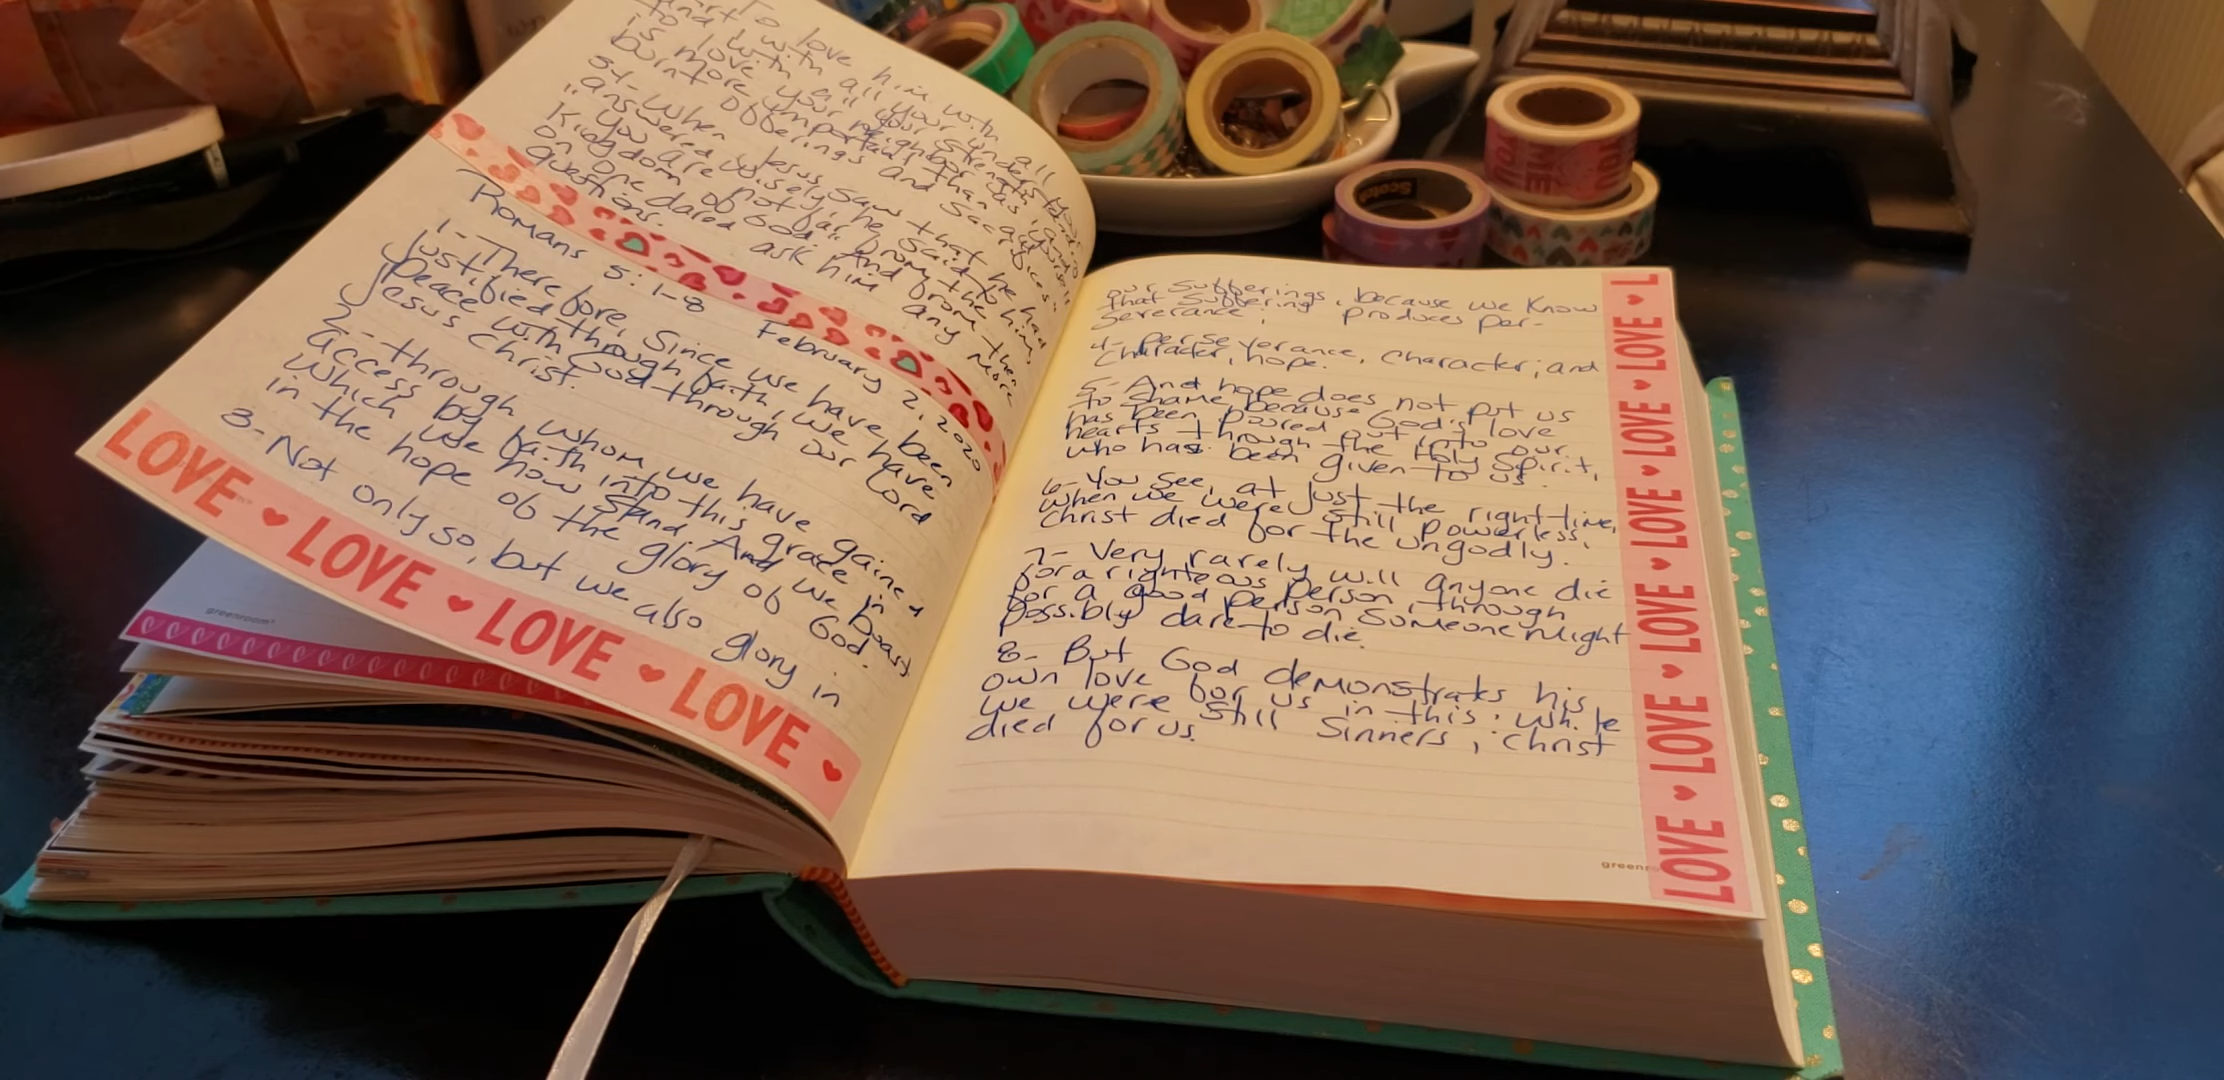 to love him with all your
heart, with all your understand
and with all your strength, and
to love your neighbor as yourself
is more important than all
burnt offerings and sacrifices."
34- When Jesus saw that he had
answered wisely, he said to him,
"You are not far from the
Kingdom of God." And from then
on no one dared ask him any more
questions.
Romans 5:1-8 February 2, 2020
1- Therefore, Since we have been
Justified through faith, we have
peace with God through our Lord
Jesus Christ.
2- through whom we have gained
access by faith into this grace in
which we now stand. And we boast
in the hope of the glory of God.
3- Not only so, but we also glory in
LOVE ♥ LOVE ♥ LOVE ♥ LOVE ♥
greenroom
our sufferings, because we Know
that suffering produces per-
severance;
4- perseverance, character; and
Character, hope.
5- And hope does not put us
to shame because God's love
has been poured out into our
hearts through the Holy Spirit,
who has been given to us.
6- You see, at just the right time,
when we were still powerless,
Christ died for the ungodly.
7- Very rarely will anyone die
for a righteous person, through
for a good person someone Might
possibly dare to die.
8- But God demonstrates his
own love for us in this: while
we were still Sinners, Christ
died for us.
greenr
LOVE ♥ LOVE ♥ LOVE ♥ LOVE ♥ LOVE ♥ L
Scotch